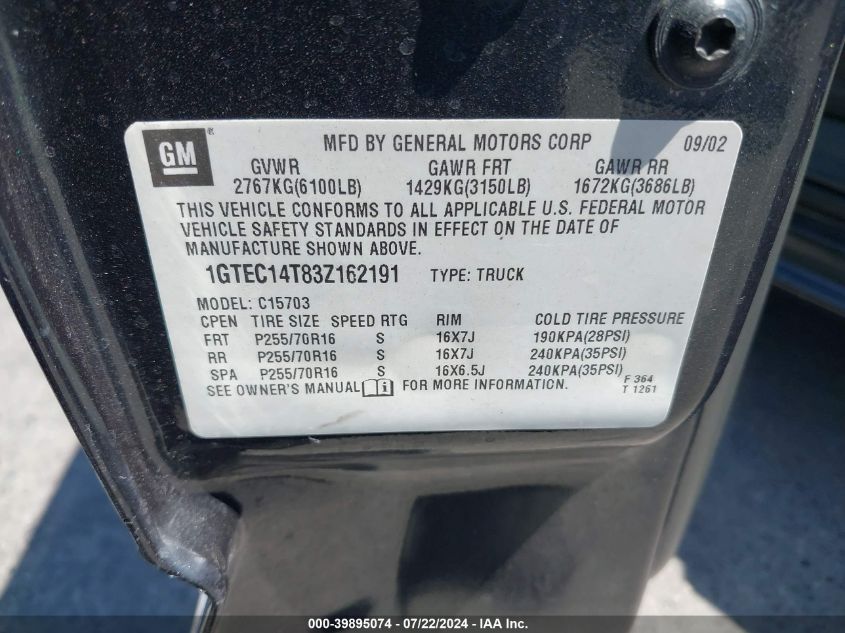 GM®
MFD BY GENERAL MOTORS CORP 09/02
GVWR GAWR FRT GAWR RR
2767KG(6100LB) 1429KG(3150LB) 1672KG(3686LB)
THIS VEHICLE CONFORMS TO ALL APPLICABLE U.S. FEDERAL MOTOR
VEHICLE SAFETY STANDARDS IN EFFECT ON THE DATE OF
MANUFACTURE SHOWN ABOVE.
1GTEC14T83Z162191 TYPE: TRUCK
MODEL: C15703
CPEN TIRE SIZE SPEED RTG RIM COLD TIRE PRESSURE
FRT P255/70R16 S 16X7J 190KPA(28PSI)
RR P255/70R16 S 16X7J 240KPA(35PSI)
SPA P255/70R16 S 16X6.5J 240KPA(35PSI)
SEE OWNER'S MANUAL i FOR MORE INFORMATION.
F 364
T 1261
000-39895074 - 07/22/2024 - IAA Inc.